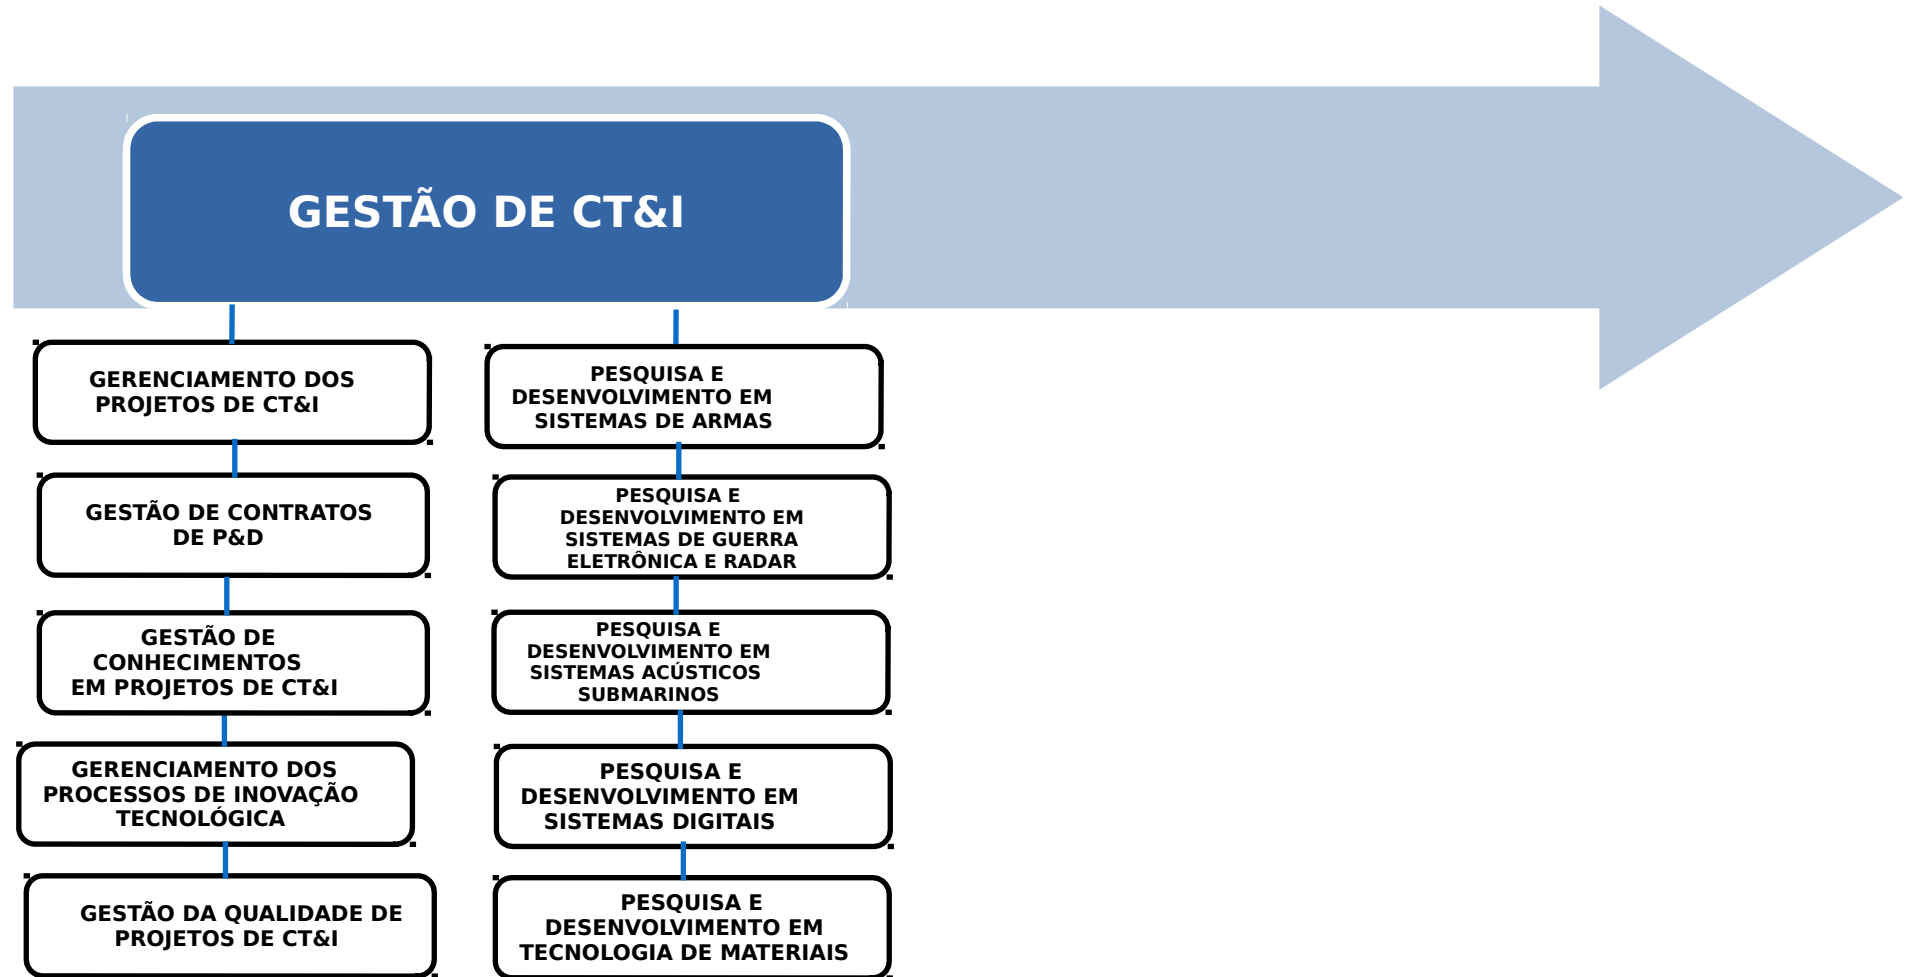 GESTÃO DE CT&I
GERENCIAMENTO DOS
PROJETOS DE CT&I
GESTÃO DE CONTRATOS
DE P&D
GESTÃO DE
CONHECIMENTOS
EM PROJETOS DE CT&I
GERENCIAMENTO DOS
PROCESSOS DE INOVAÇÃO
TECNOLÓGICA
GESTÃO DA QUALIDADE DE
PROJETOS DE CT&I
PESQUISA E
DESENVOLVIMENTO EM
SISTEMAS DE ARMAS
PESQUISA E
DESENVOLVIMENTO EM
SISTEMAS DE GUERRA
ELETRÔNICA E RADAR
PESQUISA E
DESENVOLVIMENTO EM
SISTEMAS ACÚSTICOS
SUBMARINOS
PESQUISA E
DESENVOLVIMENTO EM
SISTEMAS DIGITAIS
PESQUISA E
DESENVOLVIMENTO EM
TECNOLOGIA DE MATERIAIS